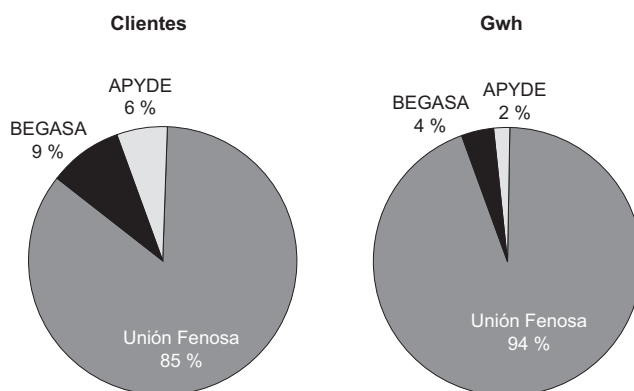 Clientes
APYDE
6 %
BEGASA
9 %
Unión Fenosa
85 %
Gwh
APYDE
2 %
BEGASA
4 %
Unión Fenosa
94 %